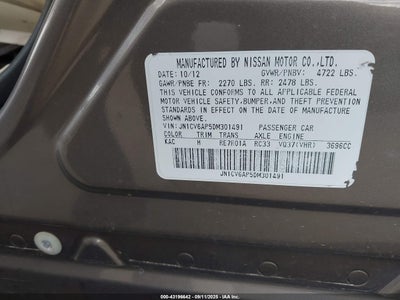 MANUFACTURED BY NISSAN MOTOR CO.,LTD.
DATE:10/12 GVWR/PNBV: 4722 LBS.
GAWR/PNBE FR: 2270 LBS. RR: 2478 LBS.
THIS VEHICLE CONFORMS TO ALL APPLICABLE FEDERAL
MOTOR VEHICLE SAFETY,BUMPER,AND THEFT PREVENTION
STANDARDS IN EFFECT ON THE DATE OF MANUFACTURE
SHOWN ABOVE.
VIN:JN1CV6AP5DM301491 PASSENGER CAR
COLOR TRIM TRANS. AXLE ENGINE
KAC H RE7R01A RC33 VQ37(VHR) 3696CC
JN1CV6AP5DM301491
000-43196642 - 09/11/2025 - IAAI